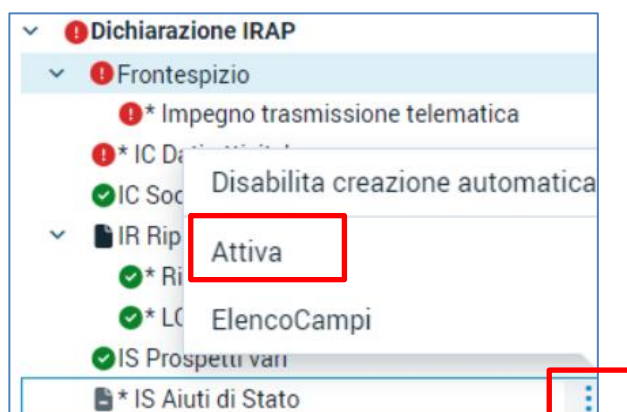 Dichiarazione IRAP
Frontespizio
* Impegno trasmissione telematica
* IC
Disabilita creazione automatica
IC
IR
Attiva
*
*
ElencoCampi
IS Prospetti vari
* IS Aiuti di Stato